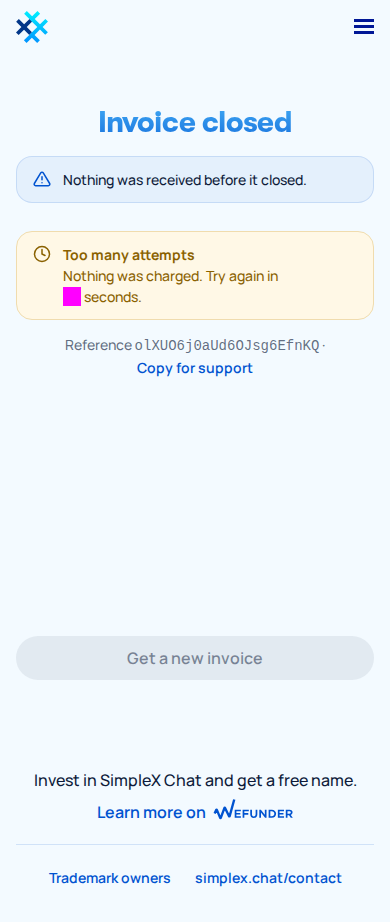 Invoice closed
Nothing was received before it closed.
Too many attempts
Nothing was charged. Try again in
seconds.
Reference olXUO6j0aUd6OJsg6EfnKQ·
Copy for support
Get a new invoice
Invest in SimpleX Chat and get a free name.
Learn more on WEFUNDER
Trademark owners simplex.chat/contact